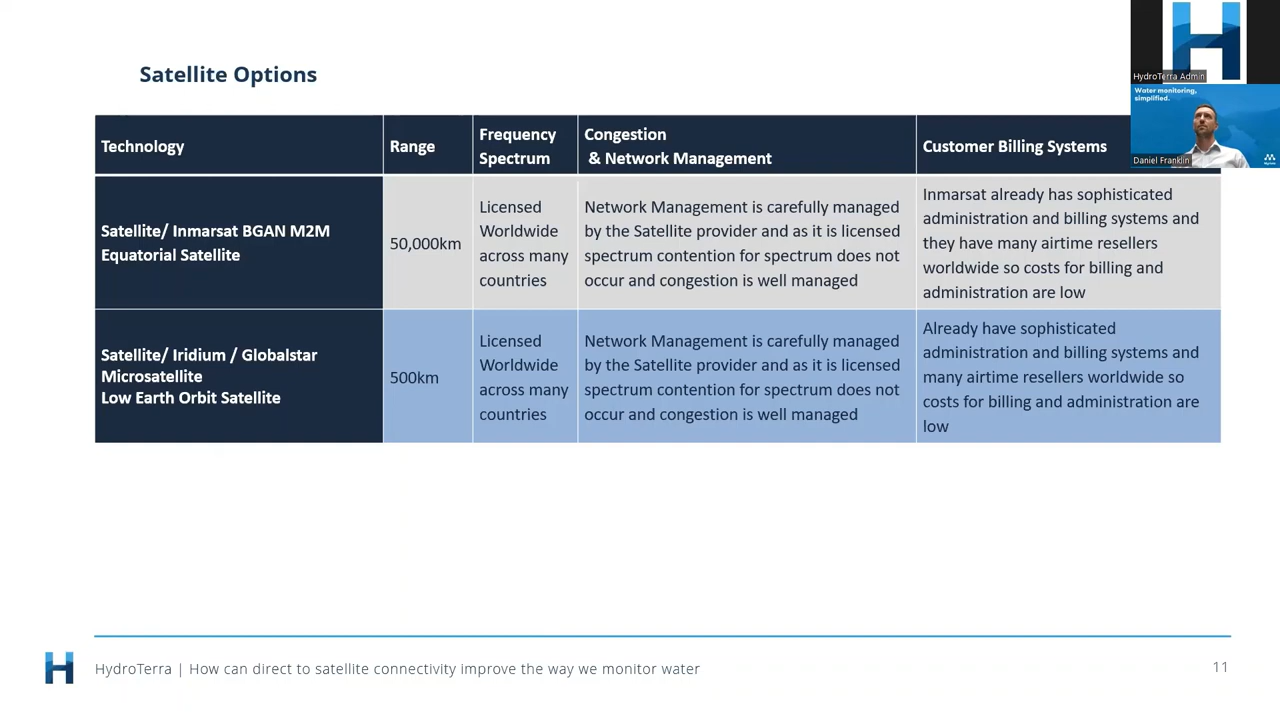 Satellite Options
Technology
Range
Frequency
Spectrum
Congestion
& Network Management
Customer Billing Systems
Satellite/ Inmarsat BGAN M2M
Equatorial Satellite
50,000km
Licensed
Worldwide
across many
countries
Network Management is carefully managed
by the Satellite provider and as it is licensed
spectrum contention for spectrum does not
occur and congestion is well managed
Inmarsat already has sophisticated
administration and billing systems and
they have many airtime resellers
worldwide so costs for billing and
administration are low
Satellite/ Iridium / Globalstar
Microsatellite
Low Earth Orbit Satellite
500km
Licensed
Worldwide
across many
countries
Network Management is carefully managed
by the Satellite provider and as it is licensed
spectrum contention for spectrum does not
occur and congestion is well managed
Already have sophisticated
administration and billing systems and
many airtime resellers worldwide so
costs for billing and administration are
low
HydroTerra Admin
Water monitoring,
simplified.
Daniel Franklin
H HydroTerra | How can direct to satellite connectivity improve the way we monitor water
11